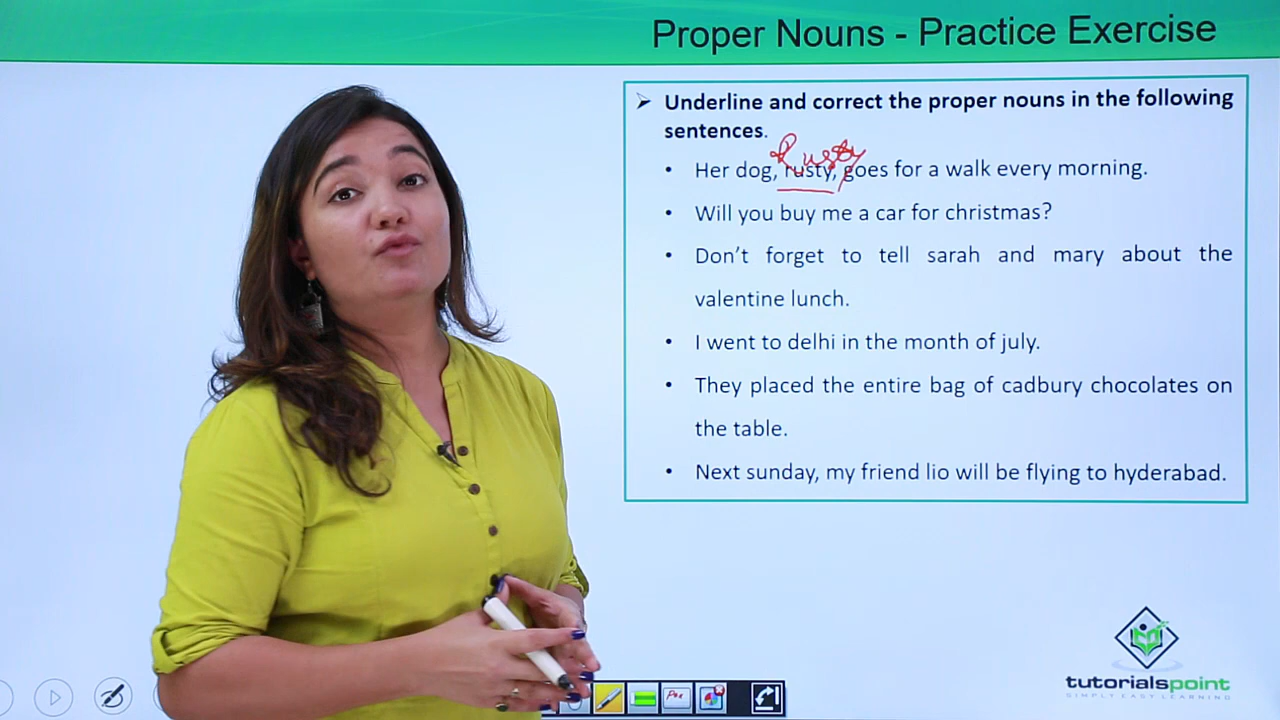 Proper Nouns - Practice Exercise
➢ Underline and correct the proper nouns in the following
sentences.
Rusty
• Her dog, rusty, goes for a walk every morning.
• Will you buy me a car for christmas?
• Don’t forget to tell sarah and mary about the
valentine lunch.
• I went to delhi in the month of july.
• They placed the entire bag of cadbury chocolates on
the table.
• Next sunday, my friend lio will be flying to hyderabad.
Pen
tutorialspoint
SIMPLY EASY LEARNING